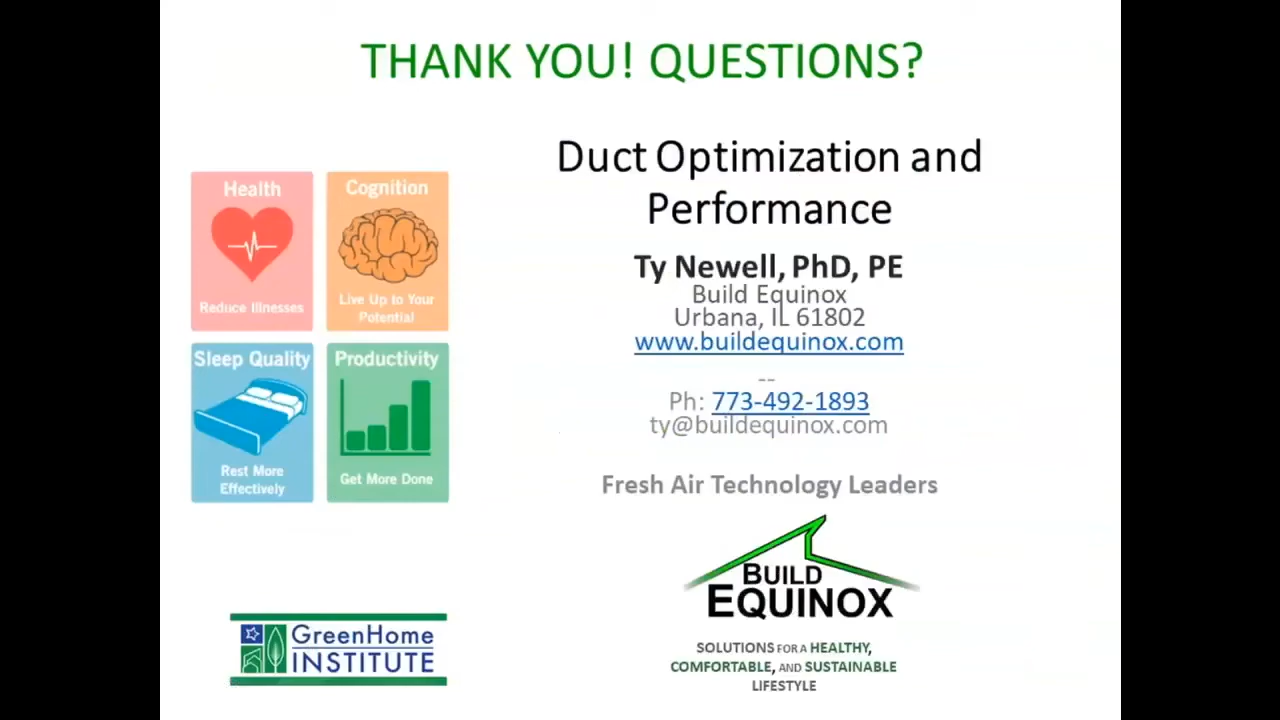 THANK YOU! QUESTIONS?
Duct Optimization and
Performance
Ty Newell, PhD, PE
Build Equinox
Urbana, IL 61802
www.buildequinox.com
--
Ph: 773-492-1893
ty@buildequinox.com
Fresh Air Technology Leaders
Health
Reduce Illnesses
Cognition
Live Up to Your
Potential
Sleep Quality
Rest More
Effectively
Productivity
Get More Done
BUILD
EQUINOX
SOLUTIONS FOR A HEALTHY,
COMFORTABLE, AND SUSTAINABLE
LIFESTYLE
GreenHome
INSTITUTE